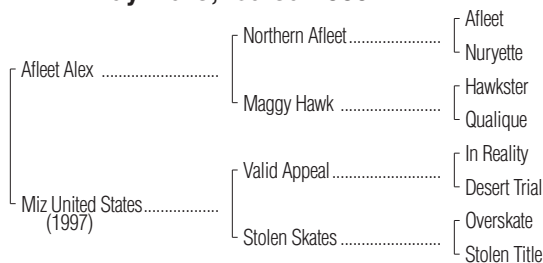 Afleet
Northern Afleet
Nuryette
Afleet Alex
Hawkster
Maggy Hawk
Qualique
In Reality
Valid Appeal
Desert Trial
Miz United States
(1997)
Overskate
Stolen Skates
Stolen Title